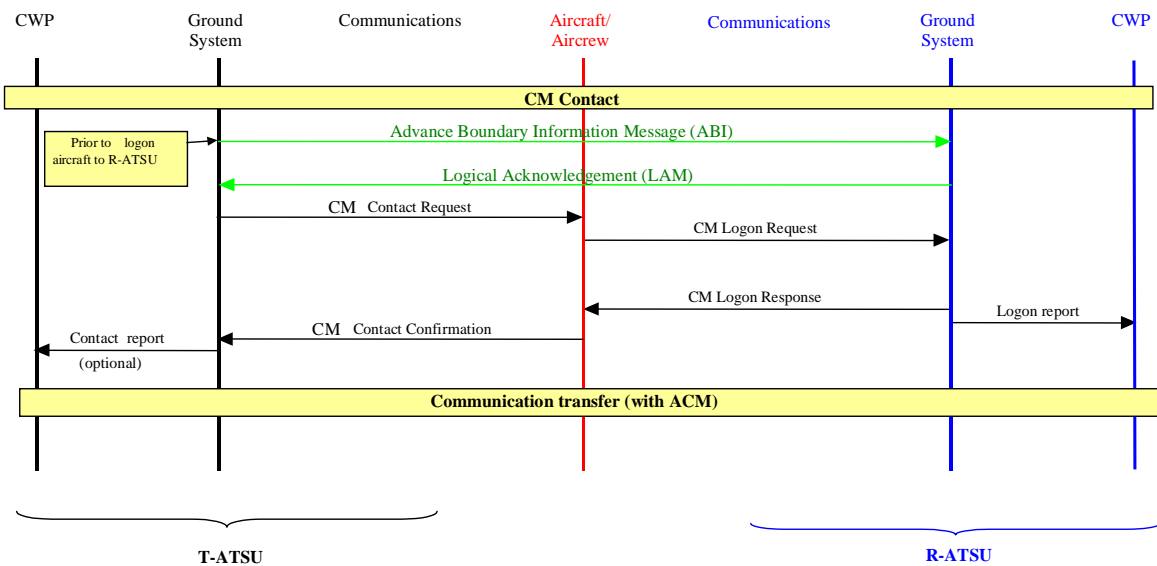 CWP
Ground
System
Communications
Aircraft/
Aircrew
Communications
Ground
System
CWP
CM Contact
Prior to logon
aircraft to R-ATSU
Advance Boundary Information Message (ABI)
Logical Acknowledgement (LAM)
CM Contact Request
CM Logon Request
CM Logon Response
Logon report
CM Contact Confirmation
Contact report
(optional)
Communication transfer (with ACM)
T-ATSU
R-ATSU